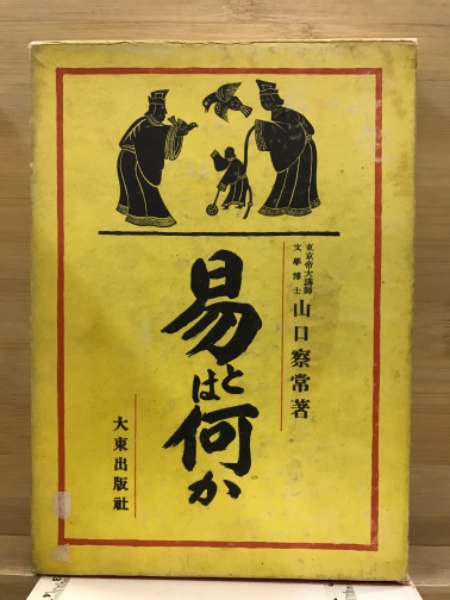 東京帝大講師
文學博士
山口察常著
易とは何か
大東出版社